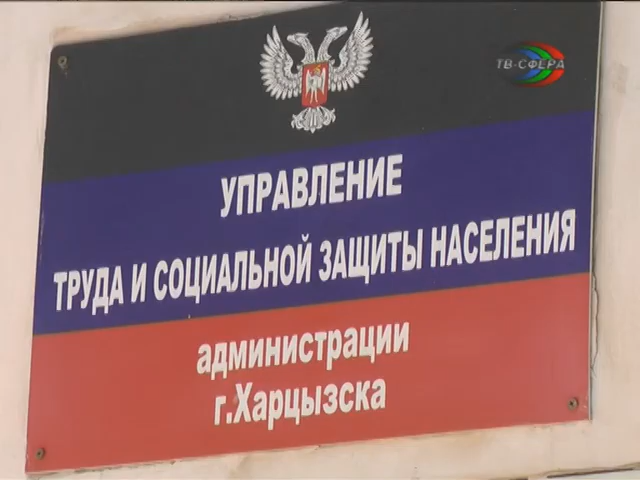 ТВ-СФЕРА
УПРАВЛЕНИЕ
ТРУДА И СОЦИАЛЬНОЙ ЗАЩИТЫ НАСЕЛЕНИЯ
администрации
г.Харцызска